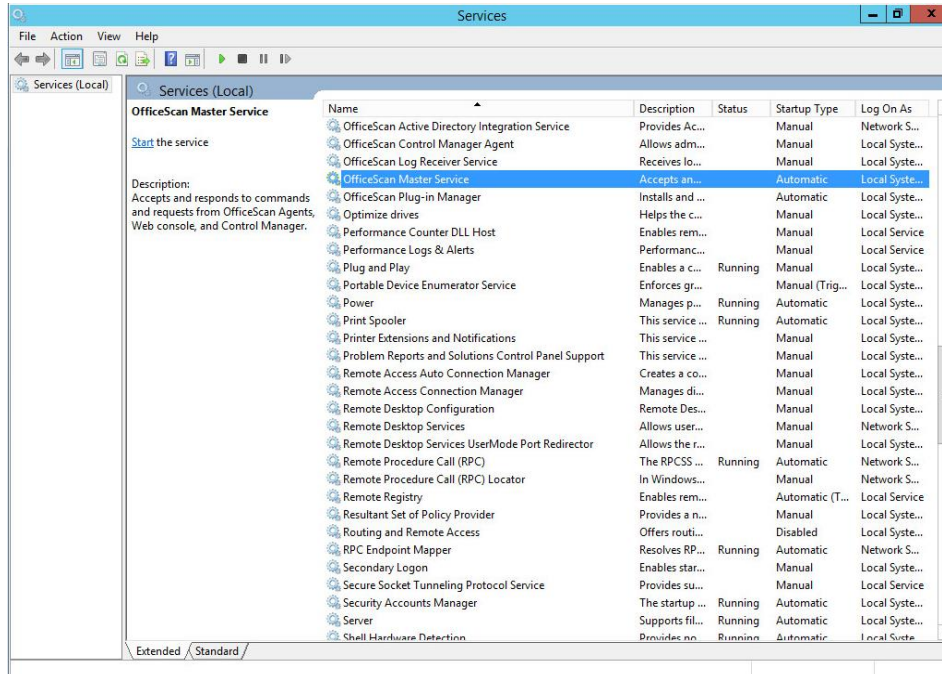 Services
File Action View Help
Services (Local)
Services (Local)
OfficeScan Master Service
Start the service
Description:
Accepts and responds to commands
and requests from OfficeScan Agents,
Web console, and Control Manager.
Name Description Status Startup Type Log On As
OfficeScan Active Directory Integration Service Provides Ac... Manual Network S...
OfficeScan Control Manager Agent Allows adm... Manual Local Syste...
OfficeScan Log Receiver Service Receives lo... Manual Local Syste...
OfficeScan Master Service Accepts an... Automatic Local Syste...
OfficeScan Plug-in Manager Installs and ... Automatic Local Syste...
Optimize drives Helps the c... Manual Local Syste...
Performance Counter DLL Host Enables rem... Manual Local Service
Performance Logs & Alerts Performanc... Manual Local Service
Plug and Play Enables a c... Running Manual Local Syste...
Portable Device Enumerator Service Enforces gr... Manual (Trig... Local Syste...
Power Manages p... Running Automatic Local Syste...
Print Spooler This service ... Running Automatic Local Syste...
Printer Extensions and Notifications This service ... Manual Local Syste...
Problem Reports and Solutions Control Panel Support This service ... Manual Local Syste...
Remote Access Auto Connection Manager Creates a co... Manual Local Syste...
Remote Access Connection Manager Manages di... Manual Local Syste...
Remote Desktop Configuration Remote Des... Manual Local Syste...
Remote Desktop Services Allows user... Manual Network S...
Remote Desktop Services UserMode Port Redirector Allows the r... Manual Local Syste...
Remote Procedure Call (RPC) The RPCSS ... Running Automatic Network S...
Remote Procedure Call (RPC) Locator In Windows... Manual Network S...
Remote Registry Enables rem... Automatic (T... Local Service
Resultant Set of Policy Provider Provides a n... Manual Local Syste...
Routing and Remote Access Offers routi... Disabled Local Syste...
RPC Endpoint Mapper Resolves RP... Running Automatic Network S...
Secondary Logon Enables star... Manual Local Syste...
Secure Socket Tunneling Protocol Service Provides su... Manual Local Service
Security Accounts Manager The startup ... Running Automatic Local Syste...
Server Supports fil... Running Automatic Local Syste...
Shell Hardware Detection Provides no... Running Automatic Local Syste...
Extended Standard